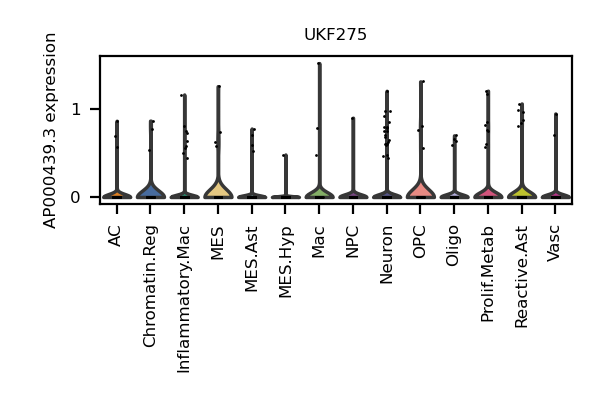 UKF275
AP000439.3 expression
1
0
AC
Chromatin.Reg
Inflammatory.Mac
MES
MES.Ast
MES.Hyp
Mac
NPC
Neuron
OPC
Oligo
Prolif.Metab
Reactive.Ast
Vasc